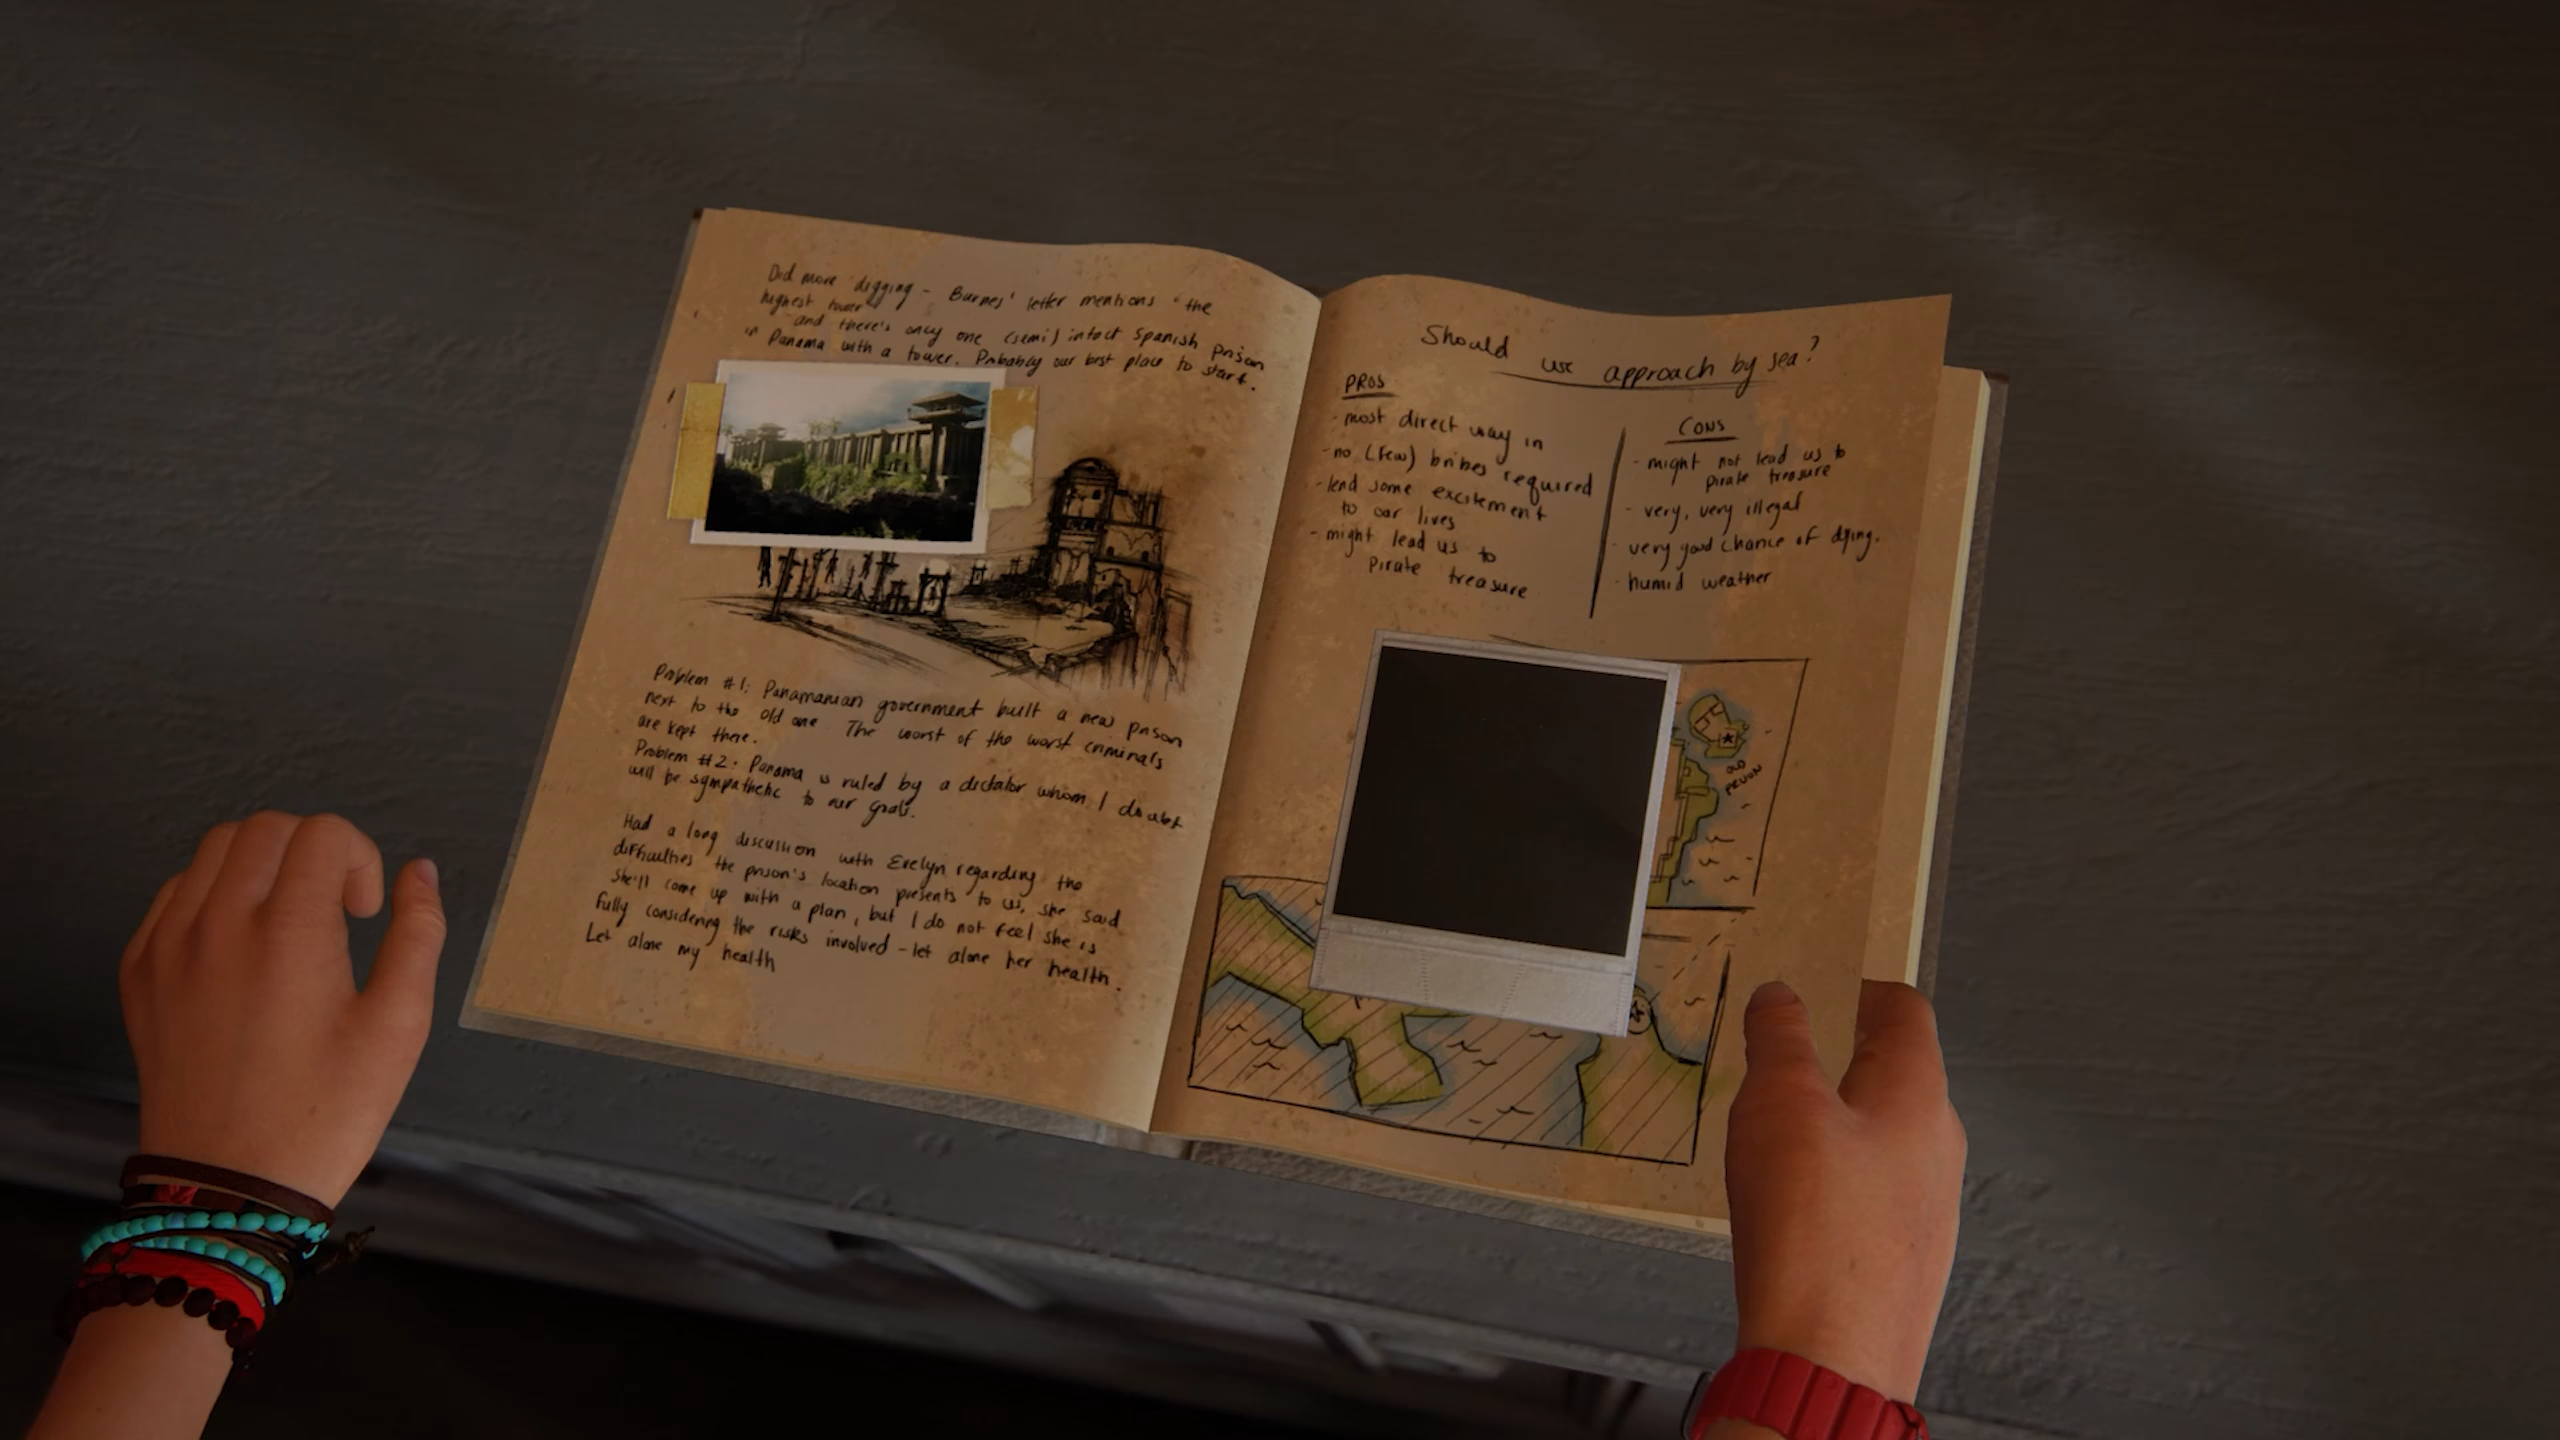 Did more digging - Burnes' letter mentions "the
highest tower"
and there's only one (semi) intact Spanish prison
in Panama with a tower. Probably our best place to start.
Problem #1: Panamanian government built a new prison
next to the old one. The worst of the worst criminals
are kept there.
Problem #2: Panama is ruled by a dictator whom I doubt
will be sympathetic to our goals.
Had a long discussion with Evelyn regarding the
difficulties the prison's location presents to us, she said
she'll come up with a plan, but I do not feel she is
fully considering the risks involved - let alone her health.
Let alone my health
Should we approach by sea?
PROS
- most direct way in
- no (few) bribes required
- lend some excitement
to our lives
- might lead us to
pirate treasure
CONS
- might not lead us to
pirate treasure
- very, very illegal
- very good chance of dying.
- humid weather
OLD
PRISON